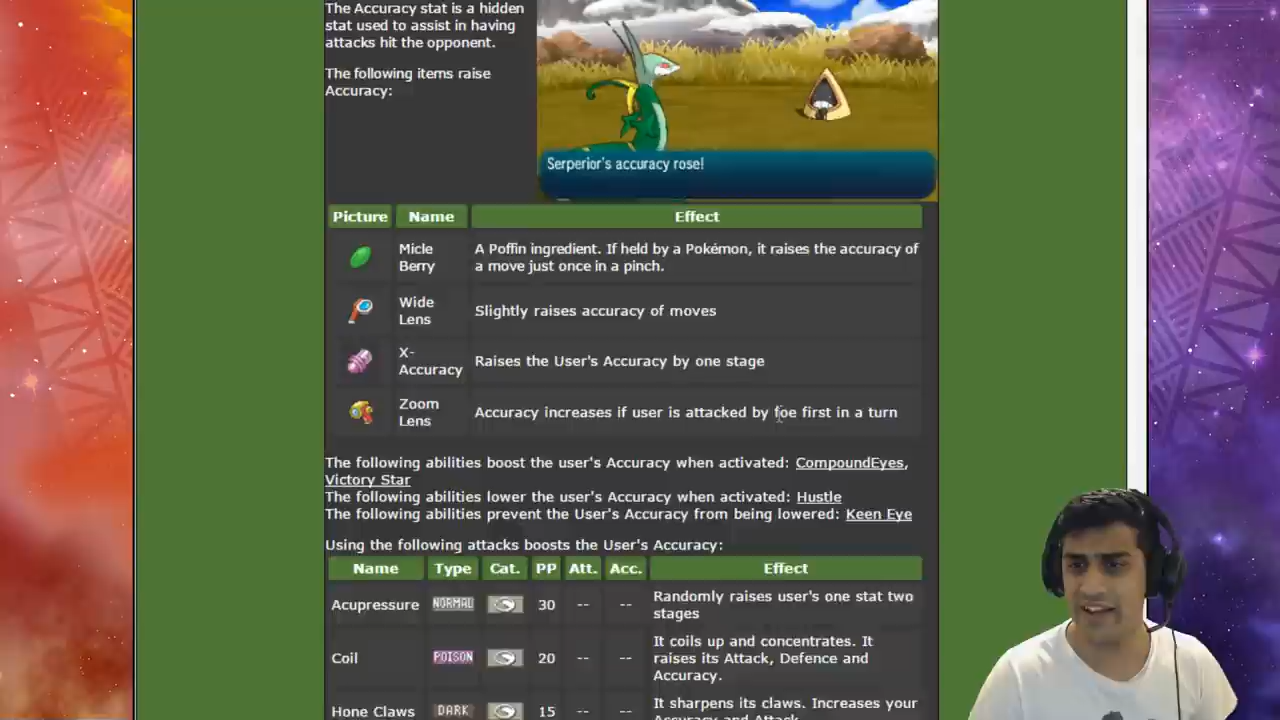 The Accuracy stat is a hidden
stat used to assist in having
attacks hit the opponent.
The following items raise
Accuracy:
Serperior's accuracy rose!
Picture Name Effect
Micle
Berry
A Poffin ingredient. If held by a Pokémon, it raises the accuracy of
a move just once in a pinch.
Wide
Lens
Slightly raises accuracy of moves
X-
Accuracy
Raises the User's Accuracy by one stage
Zoom
Lens
Accuracy increases if user is attacked by foe first in a turn
The following abilities boost the user's Accuracy when activated: CompoundEyes,
Victory Star
The following abilities lower the user's Accuracy when activated: Hustle
The following abilities prevent the User's Accuracy from being lowered: Keen Eye
Using the following attacks boosts the User's Accuracy:
Name Type Cat. PP Att. Acc. Effect
Acupressure NORMAL 30 -- -- Randomly raises user's one stat two
stages
Coil POISON 20 -- -- It coils up and concentrates. It
raises its Attack, Defence and
Accuracy.
Hone Claws DARK 15 -- -- It sharpens its claws. Increases your
Accuracy and Attack.